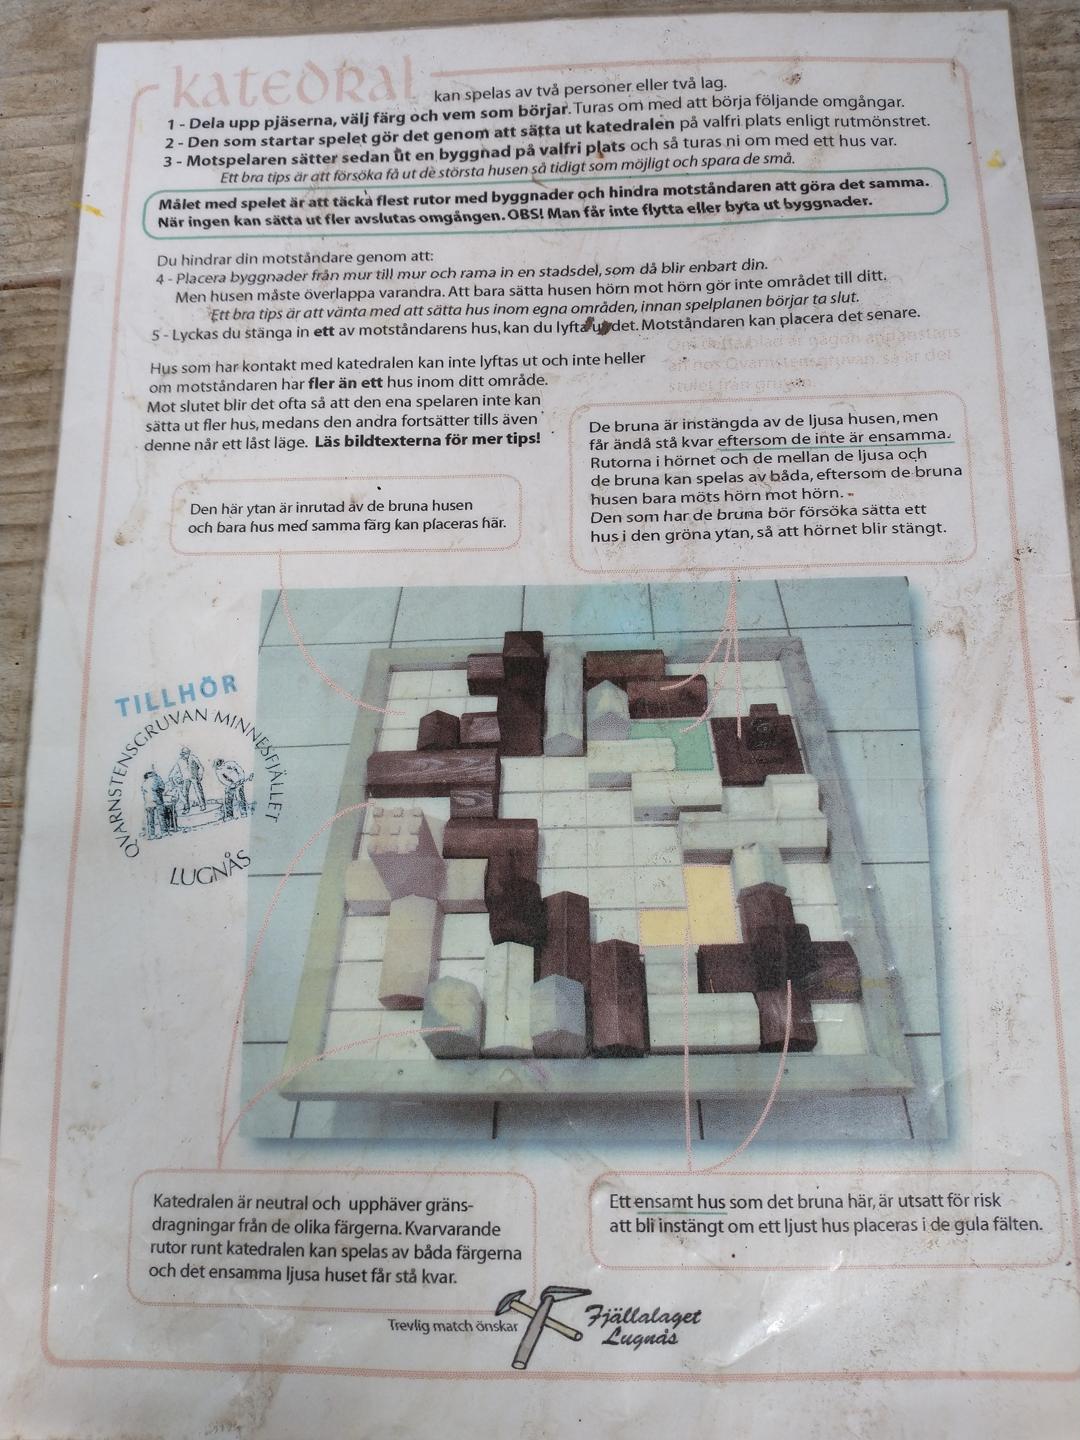 katedral kan spelas av två personer eller två lag.
1 - Dela upp pjäserna, välj färg och vem som börjar. Turas om med att börja följande omgångar.
2 - Den som startar spelet gör det genom att sätta ut katedralen på valfri plats enligt rutmönstret.
3 - Motspelaren sätter sedan ut en byggnad på valfri plats och så turas ni om med ett hus var.
Ett bra tips är att försöka få ut de största husen så tidigt som möjligt och spara de små.
Målet med spelet är att täcka flest rutor med byggnader och hindra motståndaren att göra det samma.
När ingen kan sätta ut fler avslutas omgången. OBS! Man får inte flytta eller byta ut byggnader.
Du hindrar din motståndare genom att:
4 - Placera byggnader från mur till mur och rama in en stadsdel, som då blir enbart din.
Men husen måste överlappa varandra. Att bara sätta husen hörn mot hörn gör inte området till ditt.
Ett bra tips är att vänta med att sätta hus inom egna områden, innan spelplanen börjar ta slut.
5 - Lyckas du stänga in ett av motståndarens hus, kan du lyfta ur det. Motståndaren kan placera det senare.
Om detta blad är någon annanstans
än hos Qvarnstensgruvan, så är det
stulet från gruvan.
Hus som har kontakt med katedralen kan inte lyftas ut och inte heller
om motståndaren har fler än ett hus inom ditt område.
Mot slutet blir det ofta så att den ena spelaren inte kan
sätta ut fler hus, medans den andra fortsätter tills även
denne når ett låst läge. Läs bildtexterna för mer tips!
De bruna är instängda av de ljusa husen, men
får ändå stå kvar eftersom de inte är ensamma.
Rutorna i hörnet och de mellan de ljusa och
de bruna kan spelas av båda, eftersom de bruna
husen bara möts hörn mot hörn.
Den som har de bruna bör försöka sätta ett
hus i den gröna ytan, så att hörnet blir stängt.
Den här ytan är inrutad av de bruna husen
och bara hus med samma färg kan placeras här.
TILLHÖR
QVARNSTENSGRUVAN MINNESFJÄLLET
LUGNÅS
Katedralen är neutral och upphäver gräns-
dragningar från de olika färgerna. Kvarvarande
rutor runt katedralen kan spelas av båda färgerna
och det ensamma ljusa huset får stå kvar.
Ett ensamt hus som det bruna här, är utsatt för risk
att bli instängt om ett ljust hus placeras i de gula fälten.
Trevlig match önskar
Fjällalaget
Lugnås